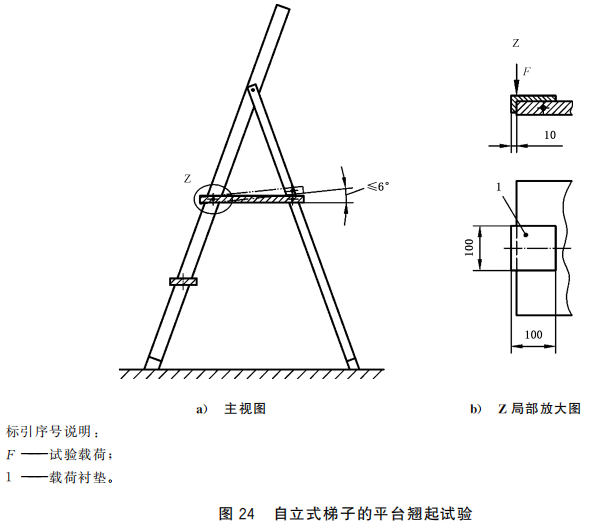 Z
≤6°
a) 主视图
Z
F
10
1
100
100
b) Z 局部放大图
标引序号说明:
F ——试验载荷;
1 ——载荷衬垫。
图 24 自立式梯子的平台翘起试验